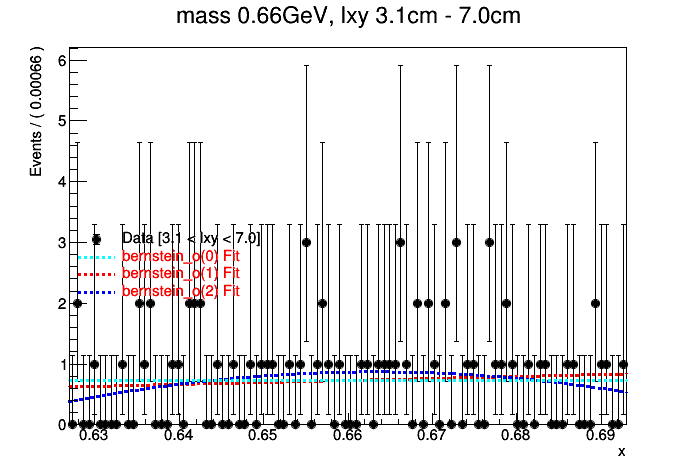 mass 0.66GeV, lxy 3.1cm - 7.0cm
Events / ( 0.00066 )
6
5
4
3
2
1
0
Data [3.1 < lxy < 7.0]
bernstein_o(0) Fit
bernstein_o(1) Fit
bernstein_o(2) Fit
0.63 0.64 0.65 0.66 0.67 0.68 0.69
x